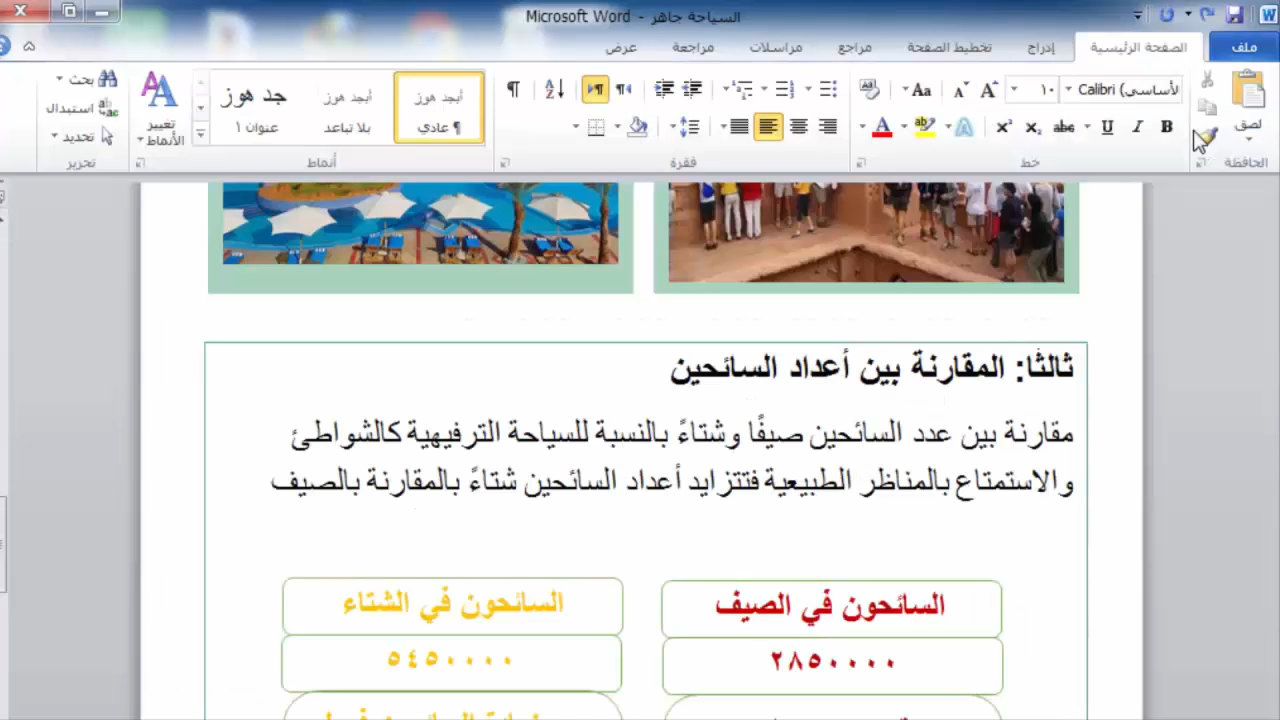 السياحة جاهز - Microsoft Word
ملف
الصفحة الرئيسية
إدراج
تخطيط الصفحة
مراجع
مراسلات
مراجعة
عرض
لصق
الحافظة
Calibri (لأساسي
١٠
خط
فقرة
أبجد هوز
¶ عادي
أبجد هوز
بلا تباعد
جد هوز
عنوان ١
تغيير الأنماط
أنماط
بحث
استبدال
تحديد
تحرير
ثالثًا: المقارنة بين أعداد السائحين
مقارنة بين عدد السائحين صيفًا وشتاءً بالنسبة للسياحة الترفيهية كالشواطئ
والاستمتاع بالمناظر الطبيعية فتتزايد أعداد السائحين شتاءً بالمقارنة بالصيف
السائحون في الصيف
السائحون في الشتاء
٢٨٥٠٠٠٠
٥٤٥٠٠٠٠